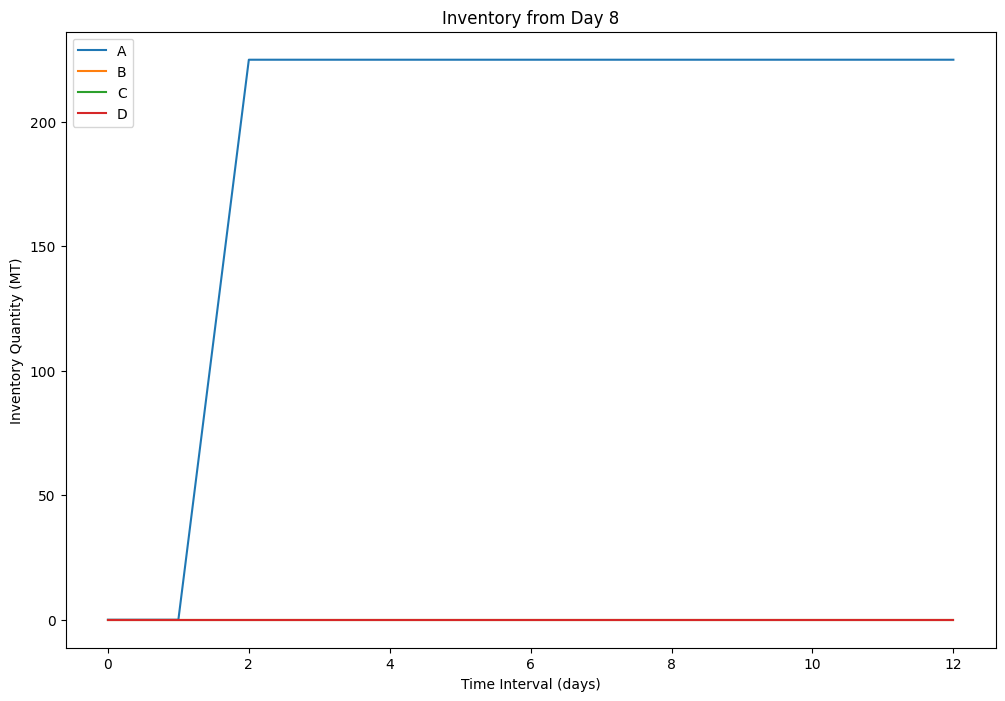 Inventory from Day 8
A
B
C
D
200
150
100
50
0
Inventory Quantity (MT)
0 2 4 6 8 10 12
Time Interval (days)